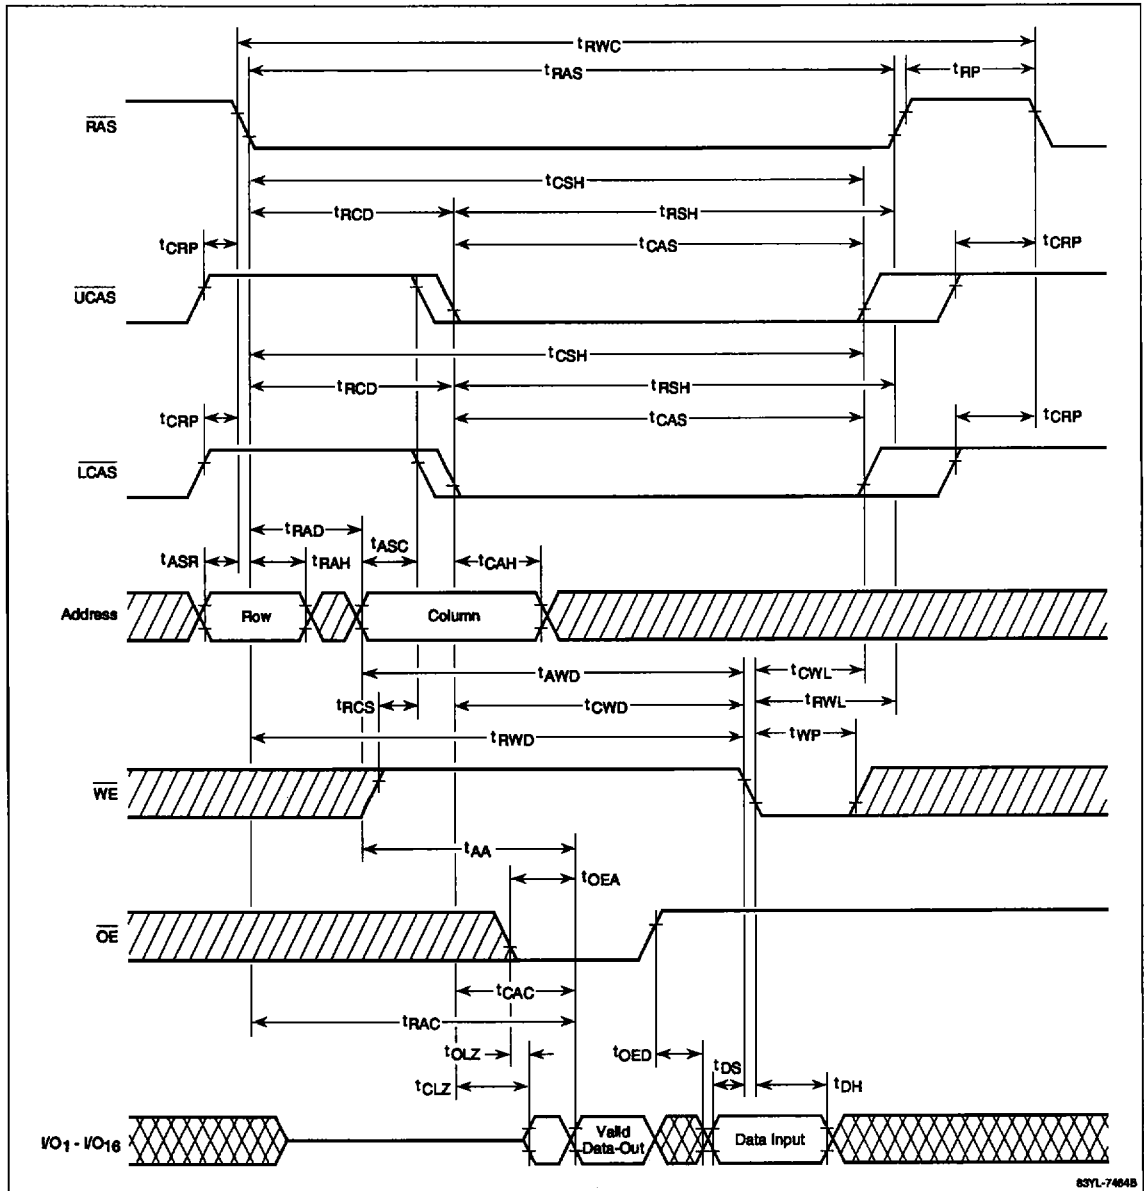 tRWC
tRAS
tRP
RAS
tCSH
tRCD
tRSH
tCRP
tCAS
tCRP
UCAS
tCSH
tRCD
tRSH
tCRP
tCAS
tCRP
LCAS
tRAD
tASC
tASR
tRAH
tCAH
Address
Row
Column
tAWD
tCWL
tRCS
tCWD
tRWL
tRWD
tWP
WE
tAA
tOEA
OE
tCAC
tRAC
tOLZ
tOED
tDS
tCLZ
tDH
I/O1 - I/O16
Valid
Data-Out
Data Input
83YL-7464B